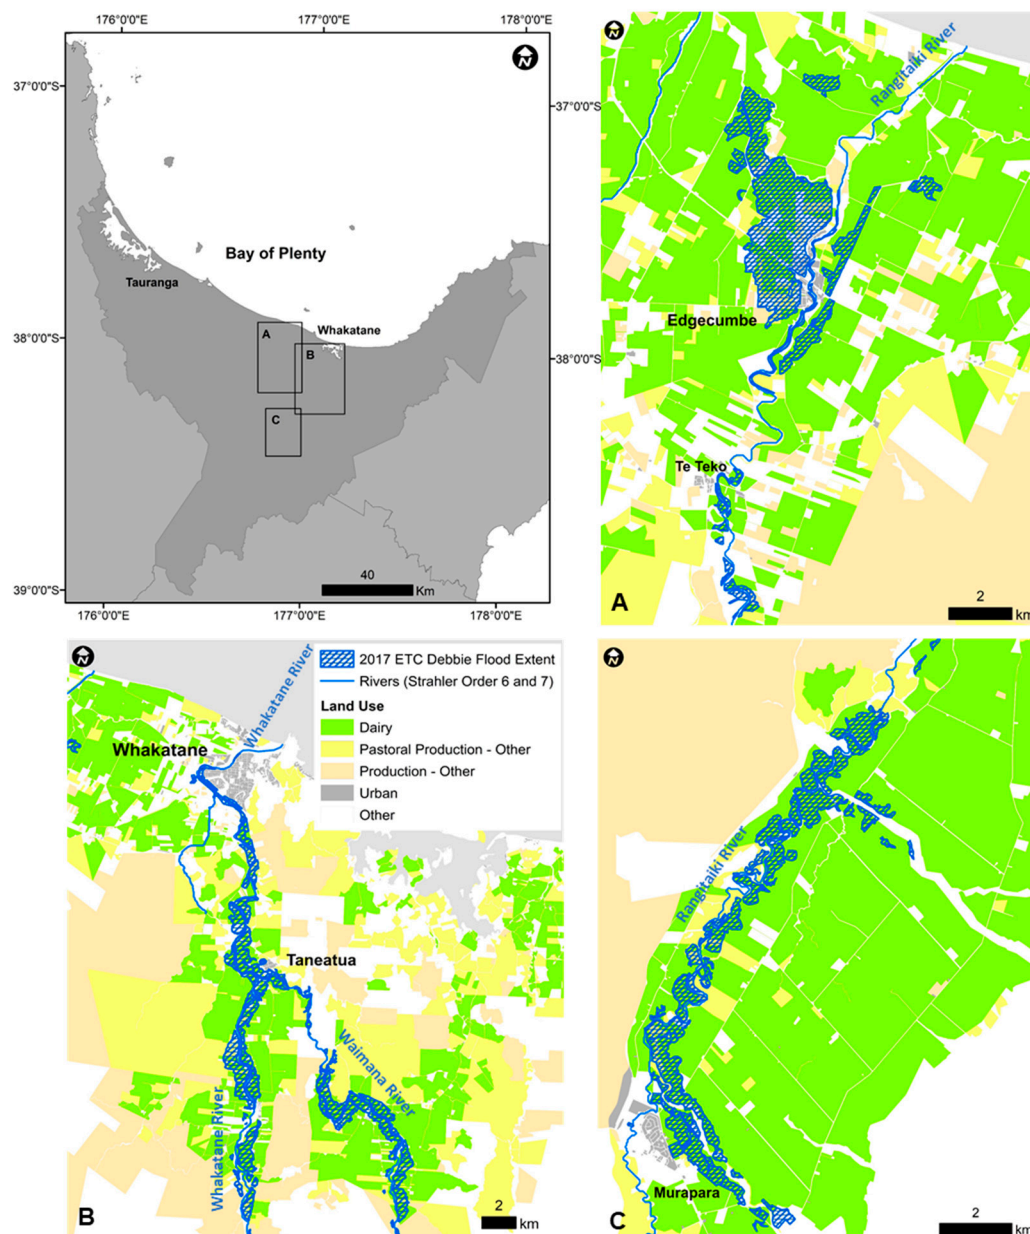 176°0'0"E
177°0'0"E
178°0'0"E
N
37°0'0"S
37°0'0"S
Bay of Plenty
Tauranga
Whakatane
38°0'0"S
38°0'0"S
A
B
C
40
Km
39°0'0"S
176°0'0"E
177°0'0"E
178°0'0"E
N
Rangitaiki River
Edgecumbe
Te Teko
A
2
km
N
Whakatane River
Whakatane
2017 ETC Debbie Flood Extent
Rivers (Strahler Order 6 and 7)
Land Use
Dairy
Pastoral Production - Other
Production - Other
Urban
Other
Taneatua
Waimana River
Whakatane River
B
2
km
N
Rangitaiki River
Murapara
C
2
km